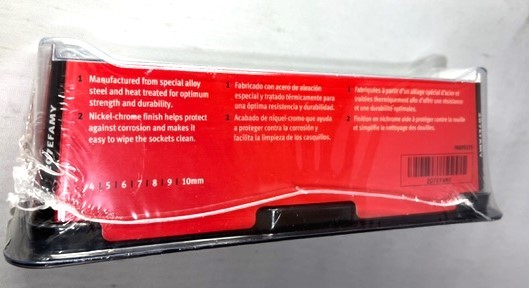 1 Manufactured from special alloy
steel and heat treated for optimum
strength and durability.
2 Nickel-chrome finish helps protect
against corrosion and makes it
easy to wipe the sockets clean.
1 Fabricado con acero de aleación
especial y tratado térmicamente para
una óptima resistencia y durabilidad.
2 Acabado de níquel-cromo que ayuda
a proteger contra la corrosión y
facilita la limpieza de los casquillos.
1 Fabriquées à partir d'un alliage spécial d'acier et
traitées thermiquement afin d'offrir une résistance
et une durabilité optimales.
2 Finition en nichrome aide à protéger contre la rouille
et simplifie le nettoyage des douilles.
4 | 5 | 6 | 7 | 8 | 9 | 10mm